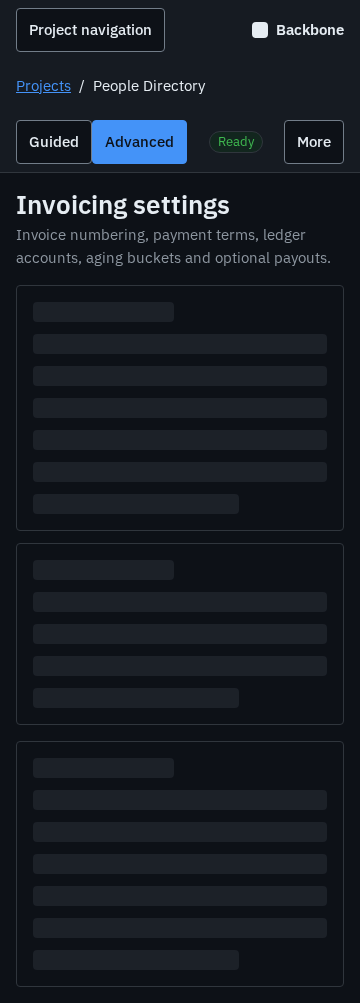 Project navigation
Backbone
Projects / People Directory
Guided
Advanced
Ready
More
Invoicing settings
Invoice numbering, payment terms, ledger
accounts, aging buckets and optional payouts.